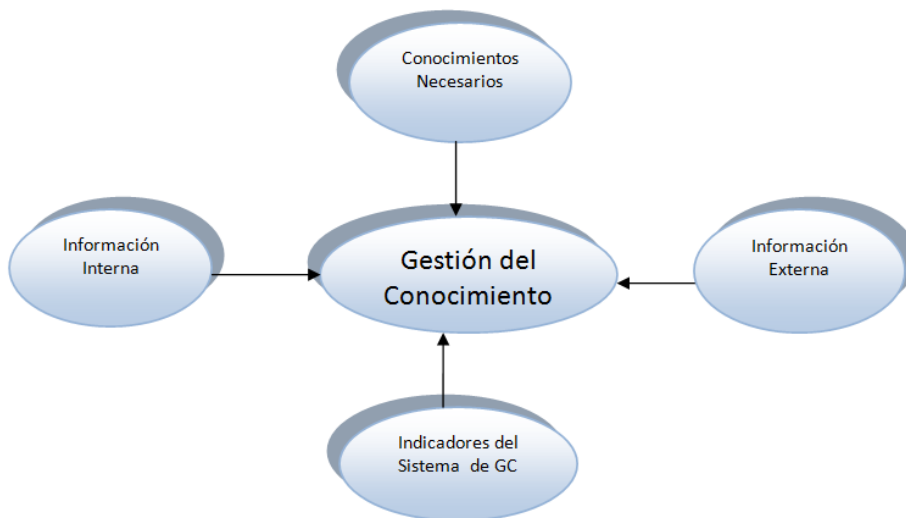 Conocimientos
Necesarios
Información
Interna
Gestión del
Conocimiento
Información
Externa
Indicadores del
Sistema de GC